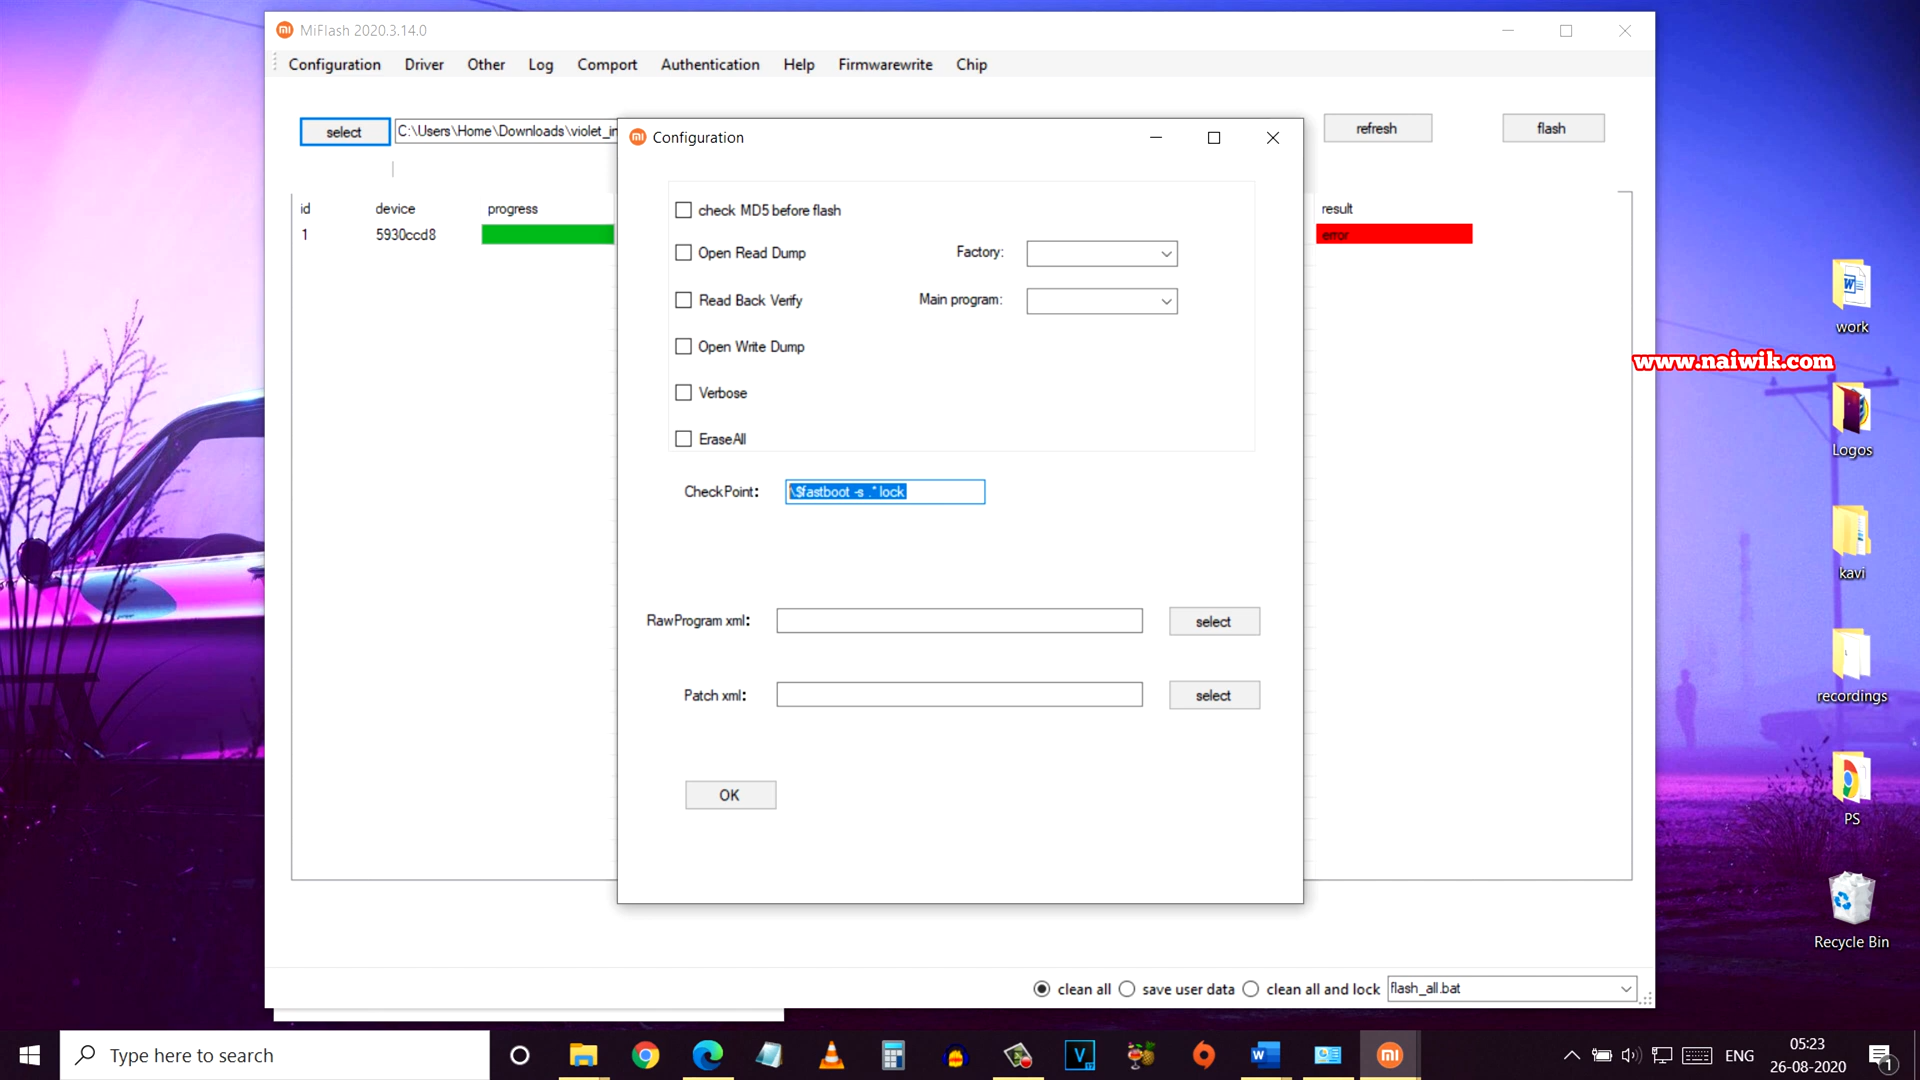 MiFlash 2020.3.14.0
Configuration Driver Other Log Comport Authentication Help Firmwarewrite Chip
select C:\Users\Home\Downloads\violet_in refresh flash
Configuration
id device progress result
1 5930ccd8 error
check MD5 before flash
Open Read Dump Factory:
Read Back Verify Main program:
Open Write Dump
Verbose
EraseAll
CheckPoint: \$fastboot -s .* lock
RawProgram xml: select
Patch xml: select
OK
clean all save user data clean all and lock flash_all.bat
work
www.naiwik.com
Logos
kavi
recordings
PS
Recycle Bin
Type here to search
ENG
05:23
26-08-2020
1